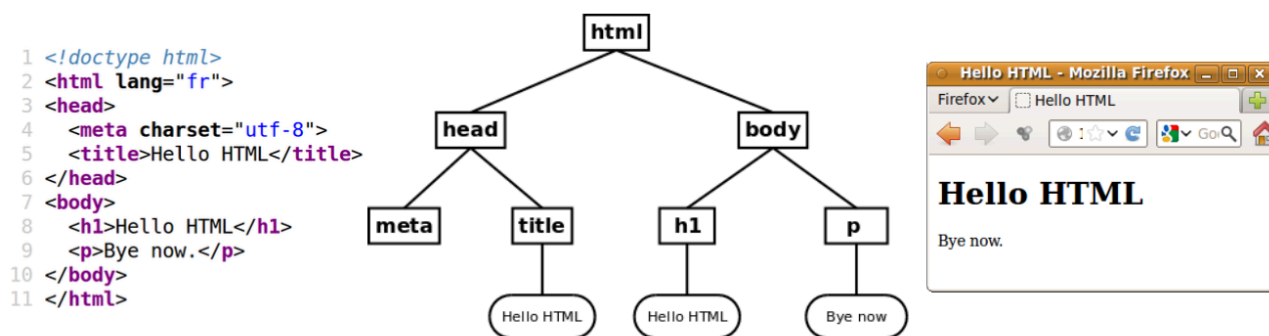 1 <!doctype html>
2 <html lang="fr">
3 <head>
4   <meta charset="utf-8">
5   <title>Hello HTML</title>
6 </head>
7 <body>
8   <h1>Hello HTML</h1>
9   <p>Bye now.</p>
10 </body>
11 </html>
html
head body
meta title h1 p
Hello HTML Hello HTML Bye now
Hello HTML - Mozilla Firefox
Firefox Hello HTML
Hello HTML
Bye now.